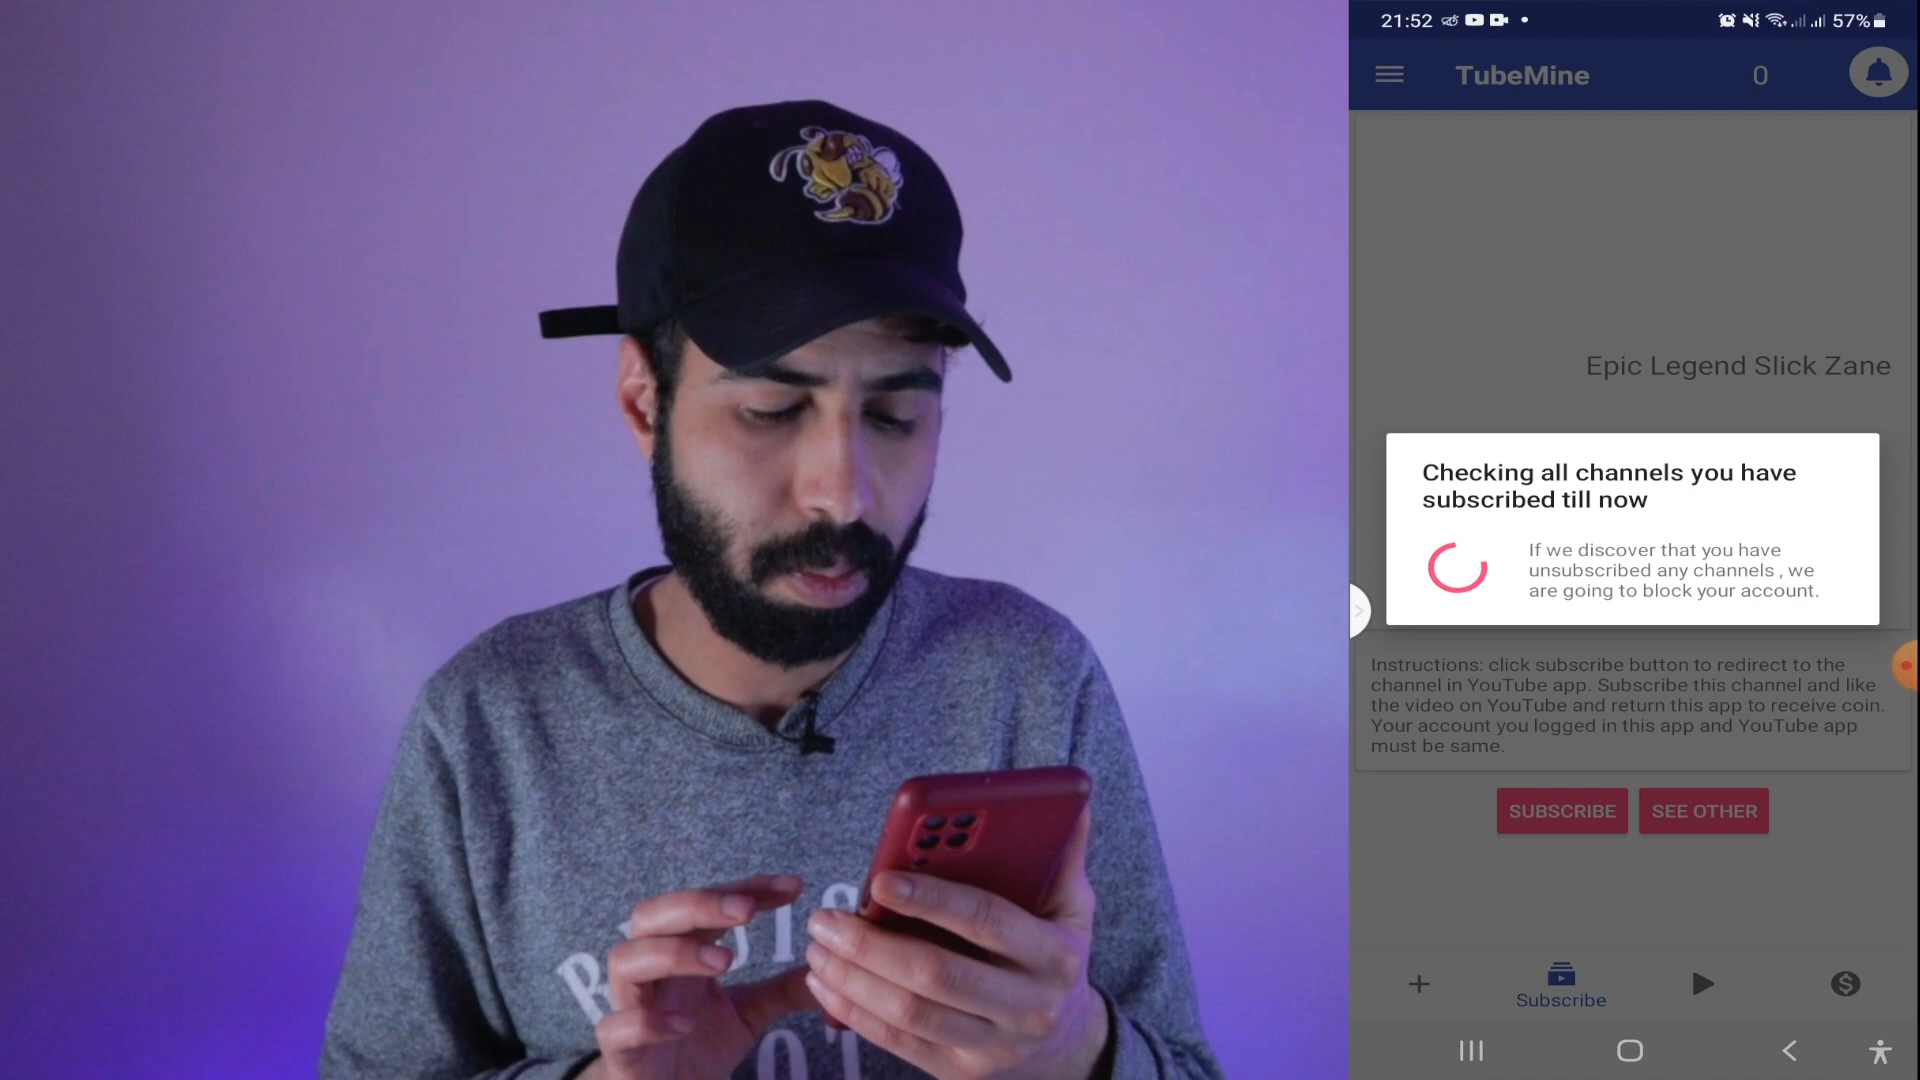 21:52
57%
TubeMine
0
Epic Legend Slick Zane
Checking all channels you have
subscribed till now
If we discover that you have
unsubscribed any channels , we
are going to block your account.
Instructions: click subscribe button to redirect to the
channel in YouTube app. Subscribe this channel and like
the video on YouTube and return this app to receive coin.
Your account you logged in this app and YouTube app
must be same.
SUBSCRIBE
SEE OTHER
Subscribe